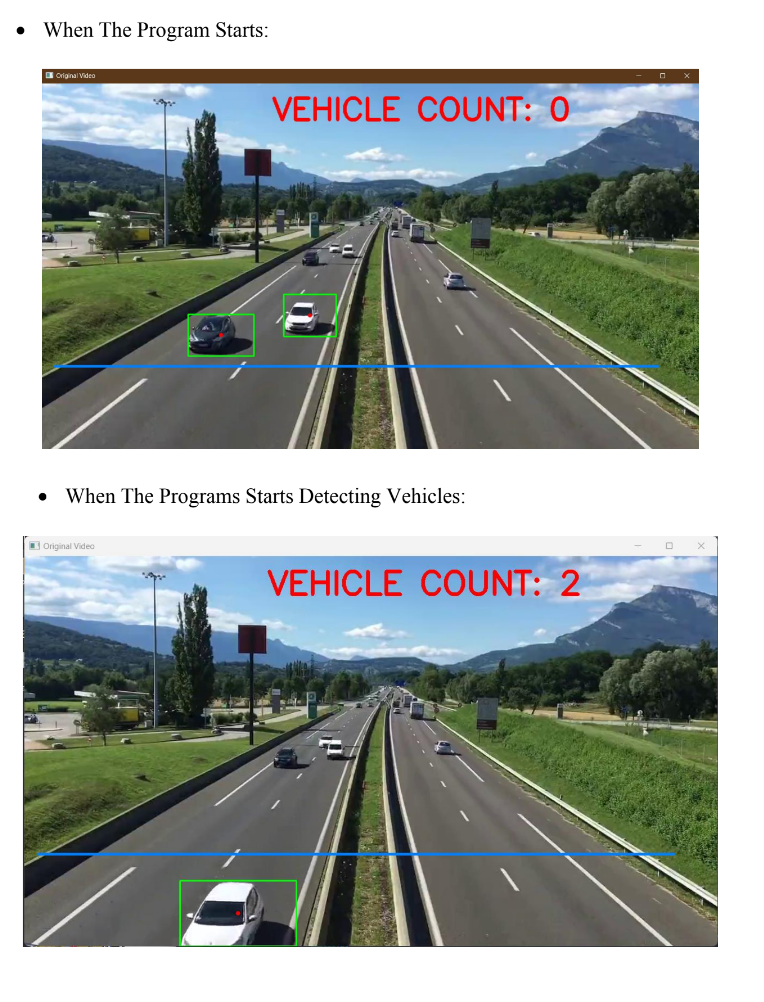 When The Program Starts:
Original Video
VEHICLE COUNT: 0
When The Programs Starts Detecting Vehicles:
Original Video
VEHICLE COUNT: 2